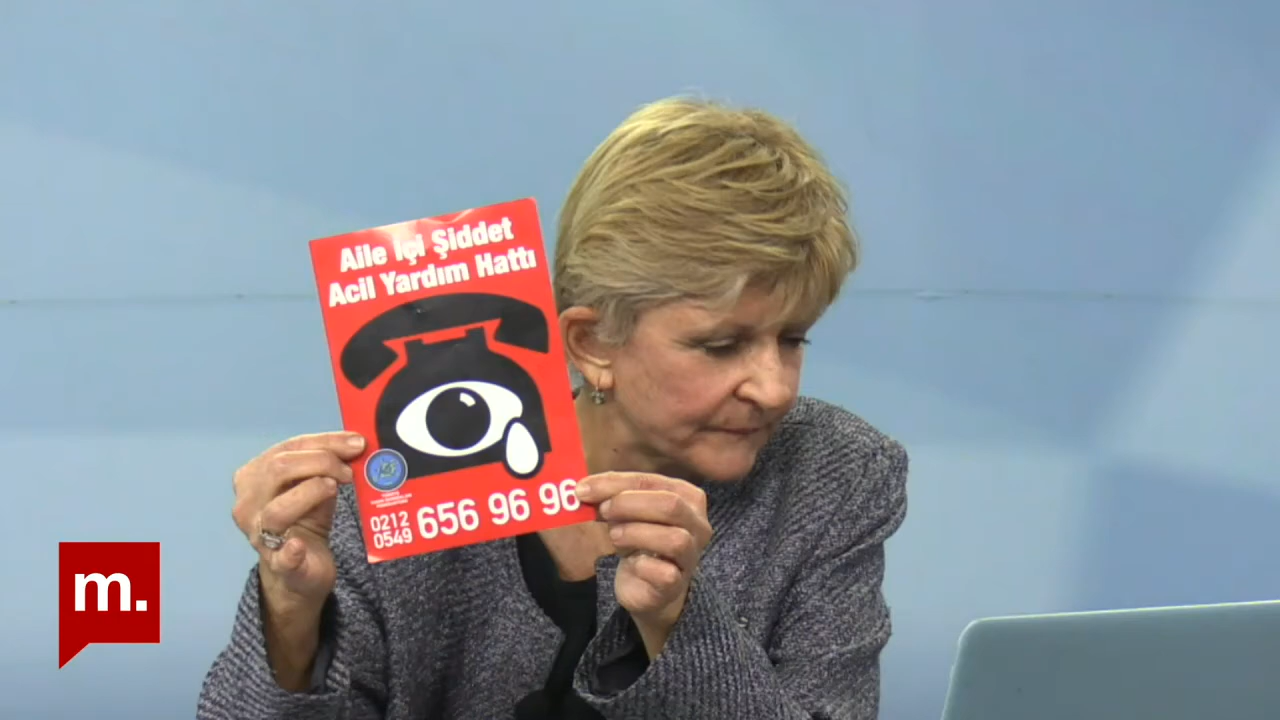 Aile İçi Şiddet
Acil Yardım Hattı
0212
0549
656 96 96
m.